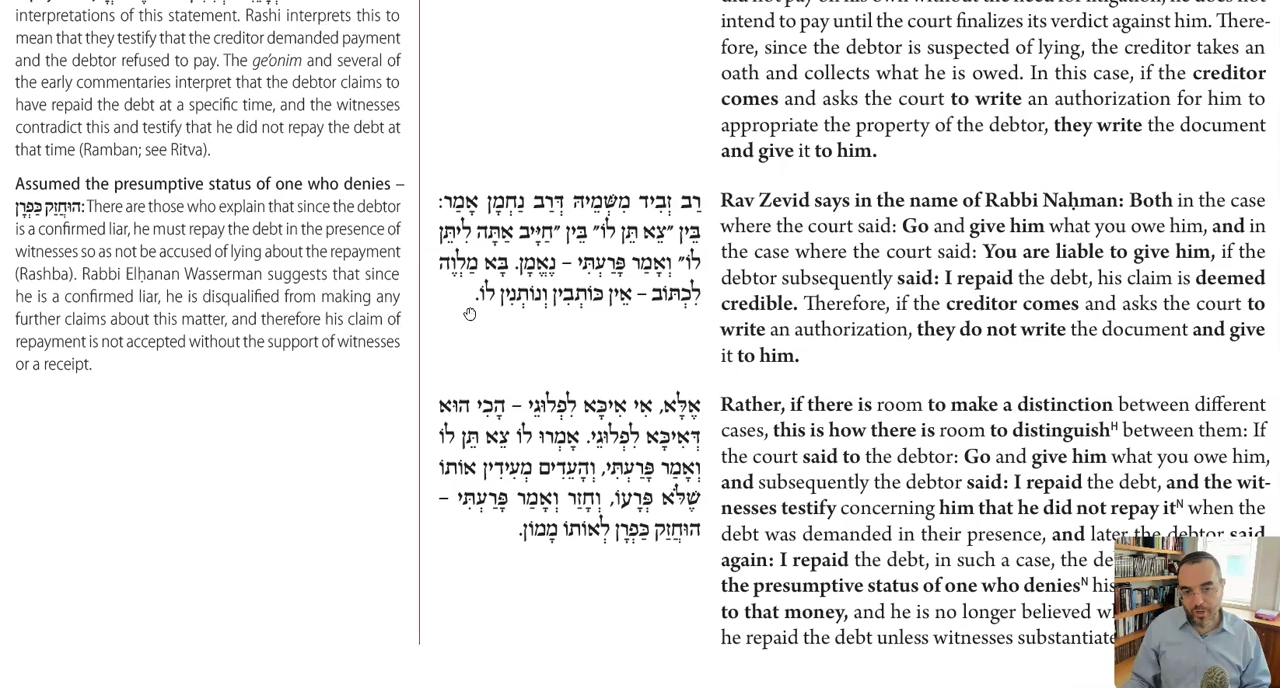 interpretations of this statement. Rashi interprets this to
mean that they testify that the creditor demanded payment
and the debtor refused to pay. The ge'onim and several of
the early commentaries interpret that the debtor claims to
have repaid the debt at a specific time, and the witnesses
contradict this and testify that he did not repay the debt at
that time (Ramban; see Ritva).
Assumed the presumptive status of one who denies –
הוּחְזַק כַּפְרָן: There are those who explain that since the debtor
is a confirmed liar, he must repay the debt in the presence of
witnesses so as not be accused of lying about the repayment
(Rashba). Rabbi Elḥanan Wasserman suggests that since
he is a confirmed liar, he is disqualified from making any
further claims about this matter, and therefore his claim of
repayment is not accepted without the support of witnesses
or a receipt.
רַב זְבִיד מִשְּׁמֵיהּ דְּרַב נַחְמָן אָמַר:
בֵּין ״צֵא תֵּן לוֹ״ בֵּין ״חַיָּיב אַתָּה לִיתֵּן
לוֹ״ וְאָמַר פָּרַעְתִּי – נֶאֱמָן. בָּא מַלְוֶה
לִכְתּוֹב – אֵין כּוֹתְבִין וְנוֹתְנִין לוֹ.
אֶלָּא, אִי אִיכָּא לִפְלוּגֵי – הָכִי הוּא
דְּאִיכָּא לִפְלוּגֵי. אָמְרוּ לוֹ צֵא תֵּן לוֹ
וְאָמַר פָּרַעְתִּי, וְהָעֵדִים מְעִידִין אוֹתוֹ
שֶׁלֹּא פְּרָעוֹ, וְחָזַר וְאָמַר פָּרַעְתִּי –
הוּחְזַק כַּפְרָן לְאוֹתוֹ מָמוֹן.
intend to pay until the court finalizes its verdict against him. There-
fore, since the debtor is suspected of lying, the creditor takes an
oath and collects what he is owed. In this case, if the creditor
comes and asks the court to write an authorization for him to
appropriate the property of the debtor, they write the document
and give it to him.
Rav Zevid says in the name of Rabbi Naḥman: Both in the case
where the court said: Go and give him what you owe him, and in
the case where the court said: You are liable to give him, if the
debtor subsequently said: I repaid the debt, his claim is deemed
credible. Therefore, if the creditor comes and asks the court to
write an authorization, they do not write the document and give
it to him.
Rather, if there is room to make a distinction between different
cases, this is how there is room to distinguishᴴ between them: If
the court said to the debtor: Go and give him what you owe him,
and subsequently the debtor said: I repaid the debt, and the wit-
nesses testify concerning him that he did not repay itᴺ when the
debt was demanded in their presence, and later the debtor said
again: I repaid the debt, in such a case, the
the presumptive status of one who deniesᴺ his
to that money, and he is no longer believed
he repaid the debt unless witnesses